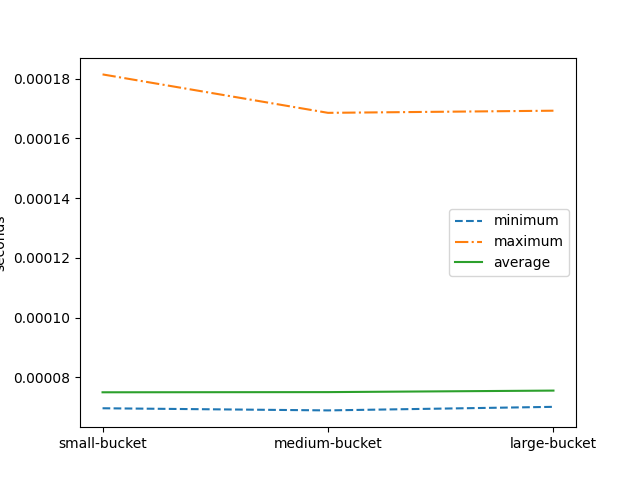 0.00018
0.00016
0.00014
0.00012
0.00010
0.00008
seconds
minimum
maximum
average
small-bucket
medium-bucket
large-bucket